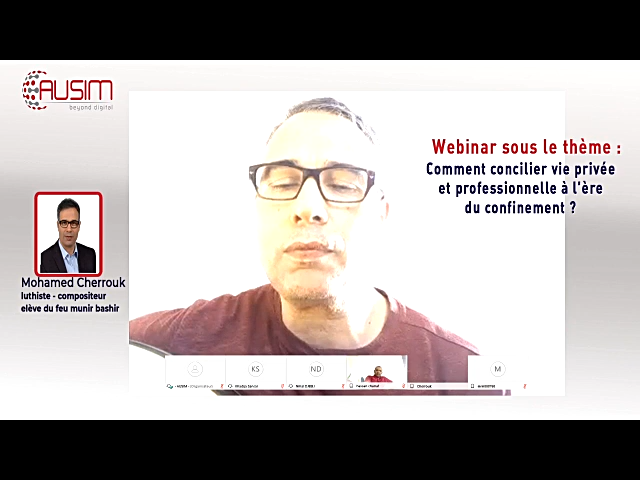 AUSIM
beyond digital
Webinar sous le thème :
Comment concilier vie privée
et professionnelle à l'ère
du confinement ?
Mohamed Cherrouk
luthiste - compositeur
elève du feu munir bashir
KS
ND
M
Cherrouk